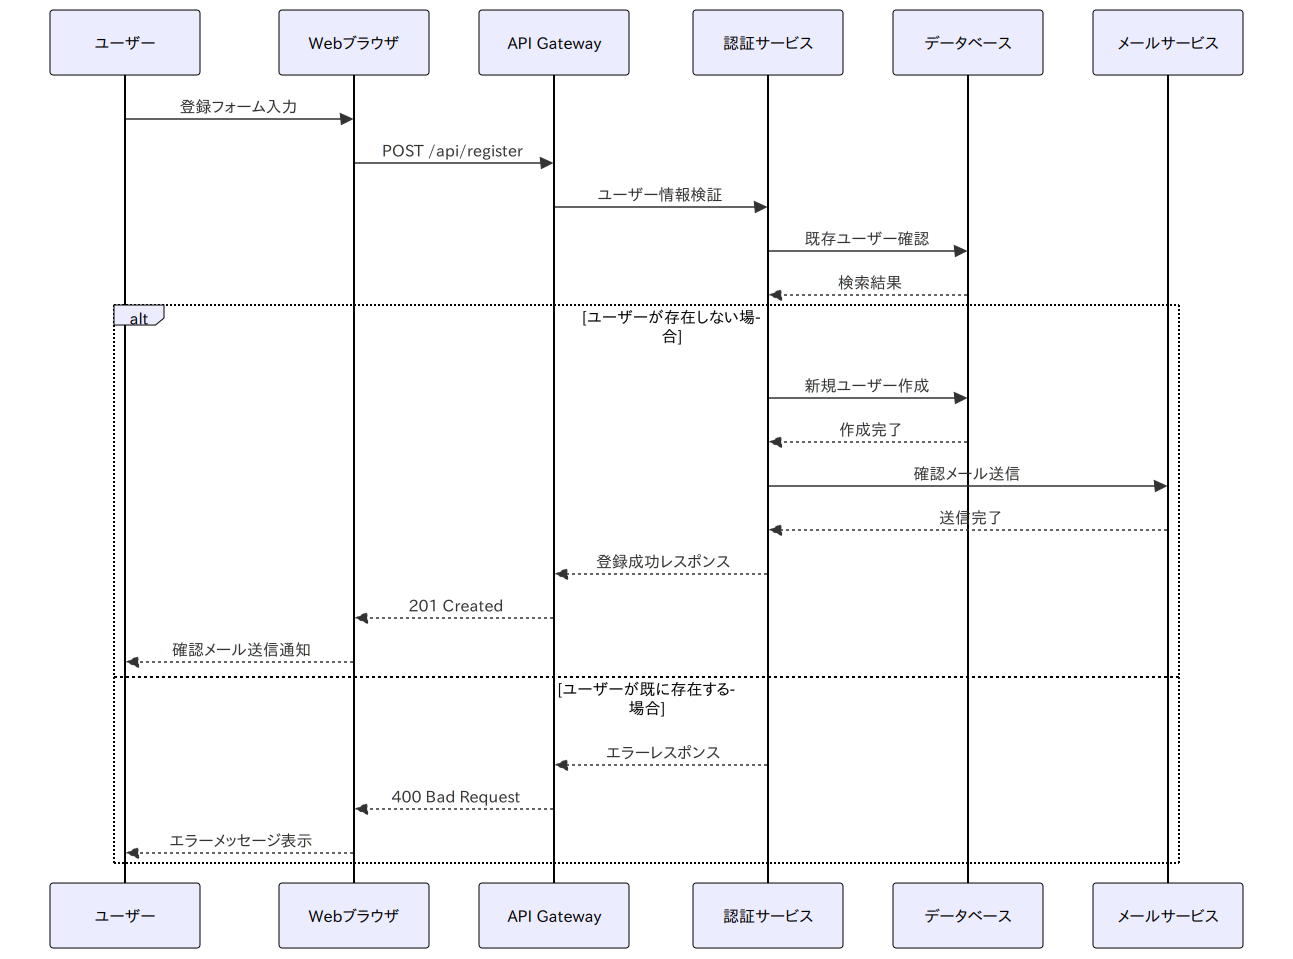 ユーザー
Webブラウザ
API Gateway
認証サービス
データベース
メールサービス
登録フォーム入力
POST /api/register
ユーザー情報検証
既存ユーザー確認
検索結果
alt
[ユーザーが存在しない場-
合]
新規ユーザー作成
作成完了
確認メール送信
送信完了
登録成功レスポンス
201 Created
確認メール送信通知
[ユーザーが既に存在する-
場合]
エラーレスポンス
400 Bad Request
エラーメッセージ表示
ユーザー
Webブラウザ
API Gateway
認証サービス
データベース
メールサービス